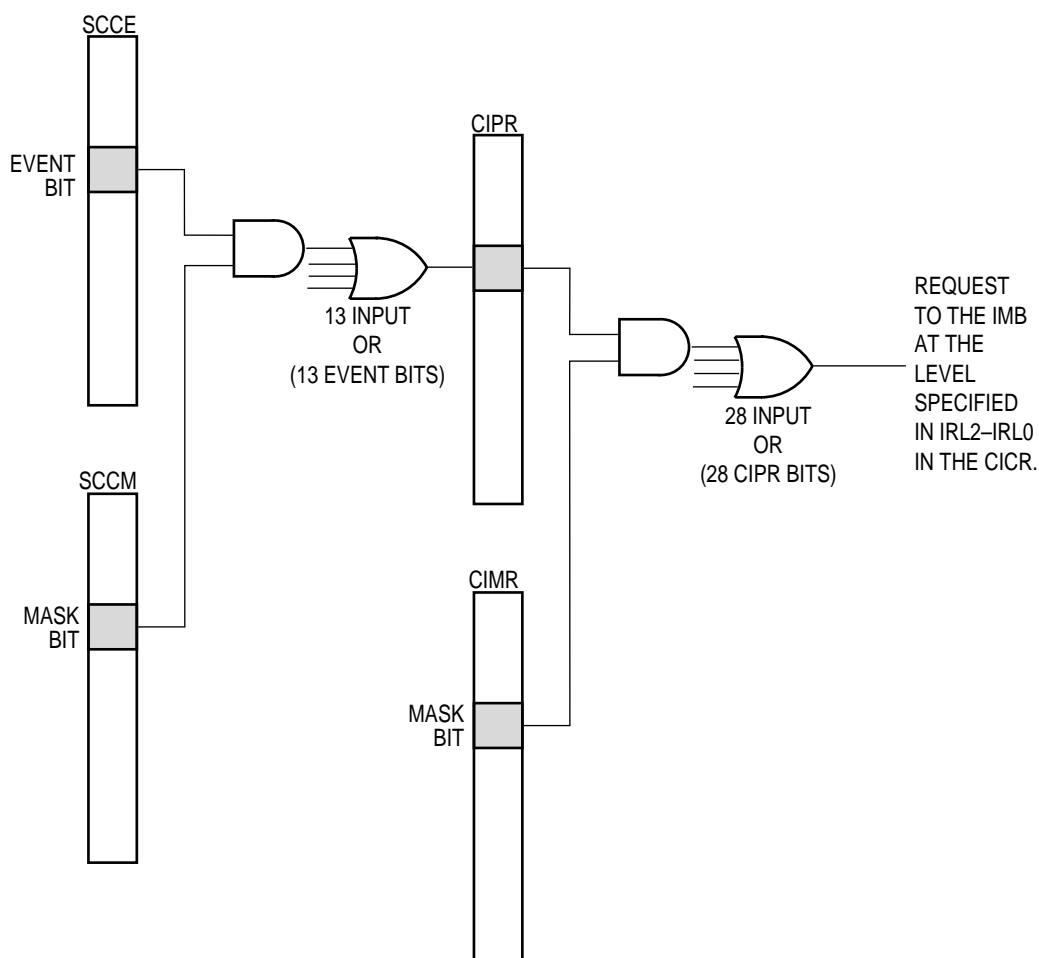 SCCE
EVENT
BIT
CIPR
13 INPUT
OR
(13 EVENT BITS)
REQUEST
TO THE IMB
AT THE
LEVEL
SPECIFIED
IN IRL2–IRL0
IN THE CICR.
28 INPUT
OR
(28 CIPR BITS)
SCCM
MASK
BIT
CIMR
MASK
BIT